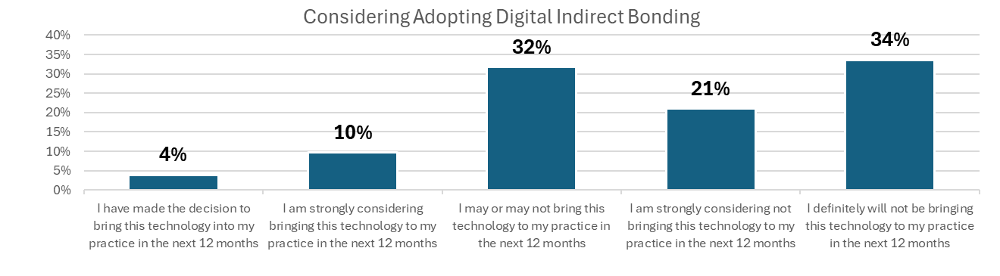 Considering Adopting Digital Indirect Bonding
40%
35%
30%
25%
20%
15%
10%
5%
0%
4%
10%
32%
21%
34%
I have made the decision to
bring this technology into my
practice in the next 12 months
I am strongly considering
bringing this technology to my
practice in the next 12 months
I may or may not bring this
technology to my practice in
the next 12 months
I am strongly considering not
bringing this technology to my
practice in the next 12 months
I definitely will not be bringing
this technology to my practice
in the next 12 months